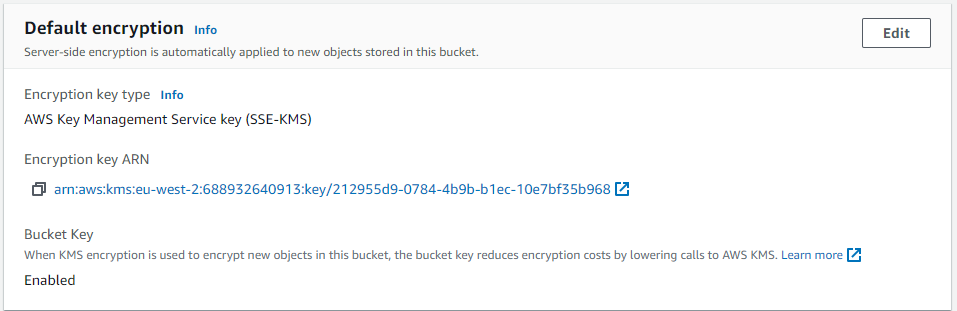 Default encryption Info
Edit
Server-side encryption is automatically applied to new objects stored in this bucket.
Encryption key type Info
AWS Key Management Service key (SSE-KMS)
Encryption key ARN
arn:aws:kms:eu-west-2:688932640913:key/212955d9-0784-4b9b-b1ec-10e7bf35b968
Bucket Key
When KMS encryption is used to encrypt new objects in this bucket, the bucket key reduces encryption costs by lowering calls to AWS KMS. Learn more
Enabled